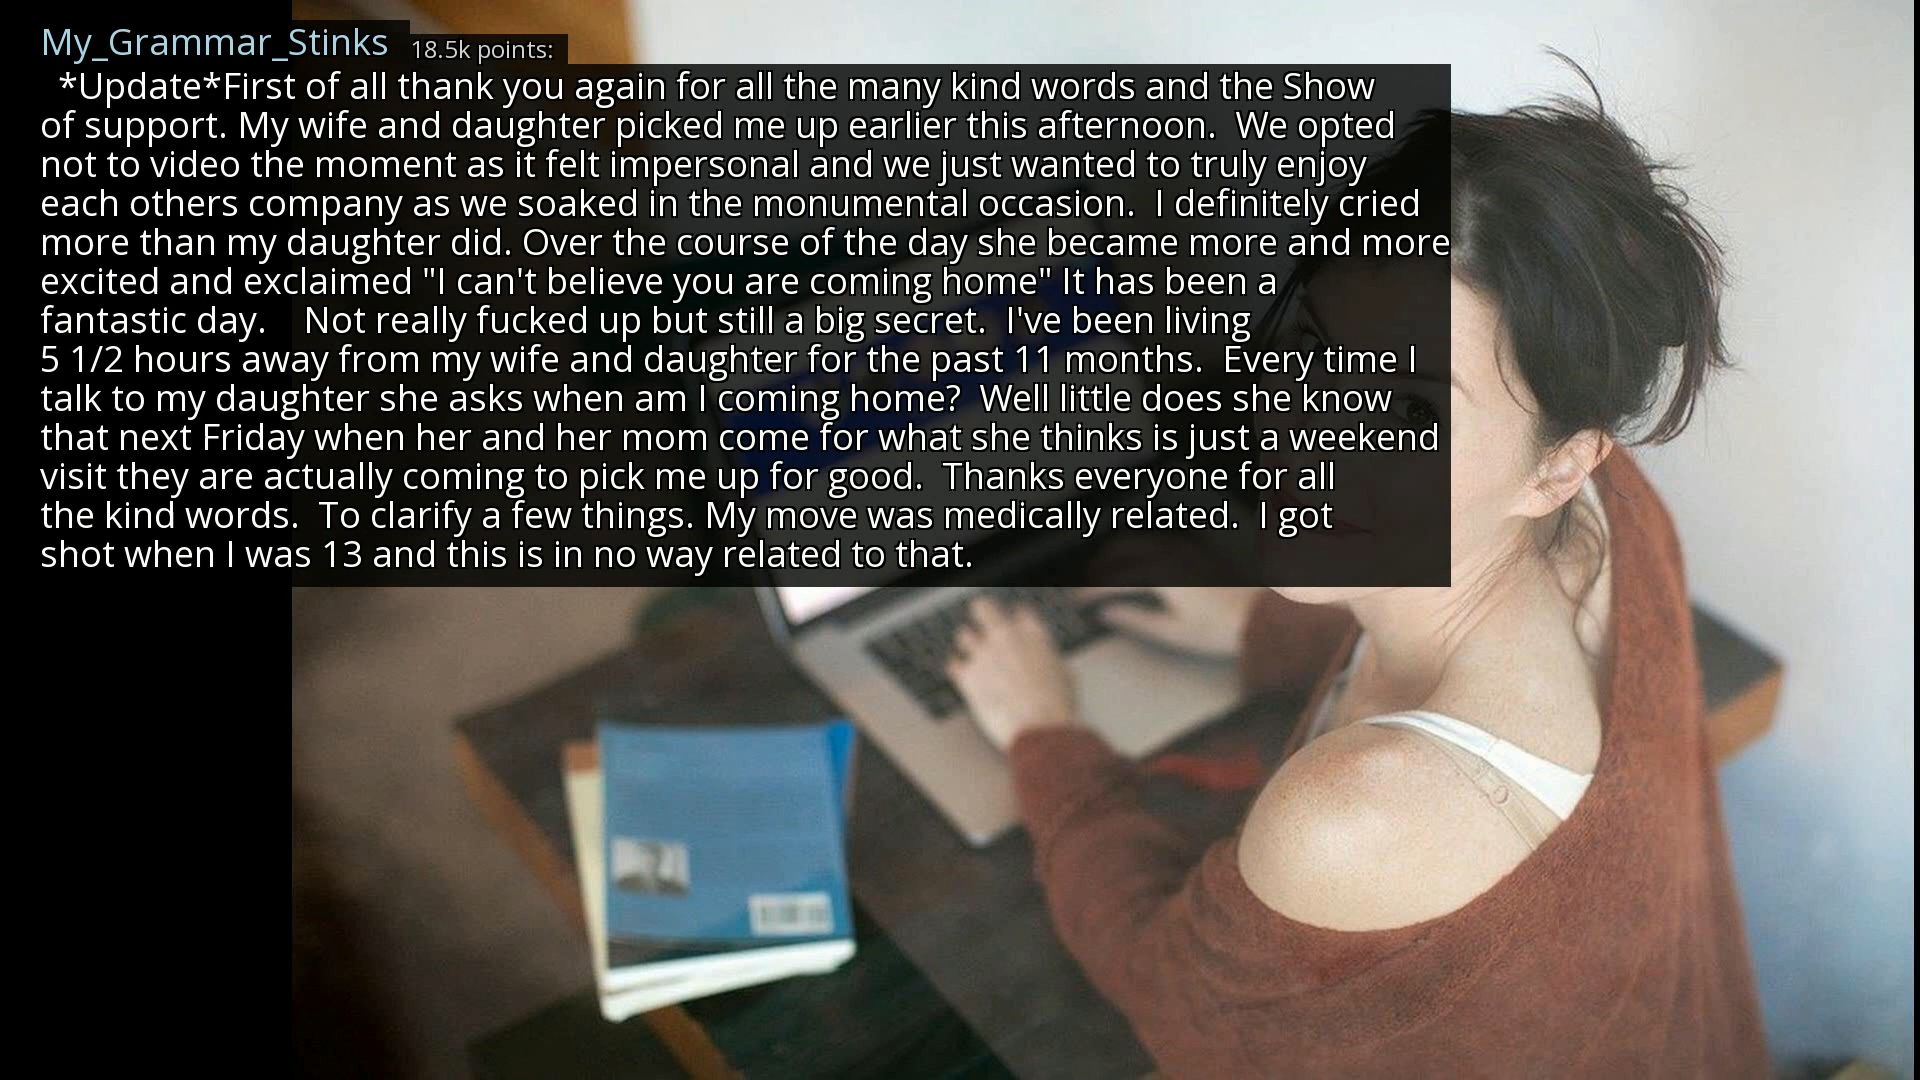 My_Grammar_Stinks 18.5k points:
*Update*First of all thank you again for all the many kind words and the Show
of support. My wife and daughter picked me up earlier this afternoon.  We opted
not to video the moment as it felt impersonal and we just wanted to truly enjoy
each others company as we soaked in the monumental occasion.  I definitely cried
more than my daughter did. Over the course of the day she became more and more
excited and exclaimed "I can't believe you are coming home" It has been a
fantastic day.    Not really fucked up but still a big secret.  I've been living
5 1/2 hours away from my wife and daughter for the past 11 months.  Every time I
talk to my daughter she asks when am I coming home?  Well little does she know
that next Friday when her and her mom come for what she thinks is just a weekend
visit they are actually coming to pick me up for good.  Thanks everyone for all
the kind words.  To clarify a few things. My move was medically related.  I got
shot when I was 13 and this is in no way related to that.